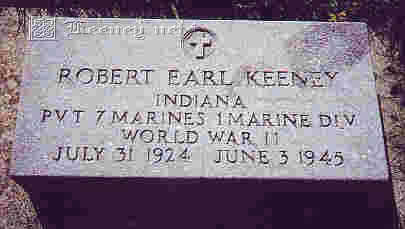 Keeney.net
ROBERT EARL KEENEY
INDIANA
PVT 7 MARINES 1 MARINE DIV
WORLD WAR II
JULY 31 1924 JUNE 3 1945